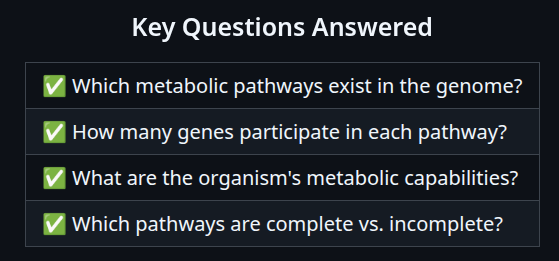 Key Questions Answered
✅ Which metabolic pathways exist in the genome?
✅ How many genes participate in each pathway?
✅ What are the organism's metabolic capabilities?
✅ Which pathways are complete vs. incomplete?